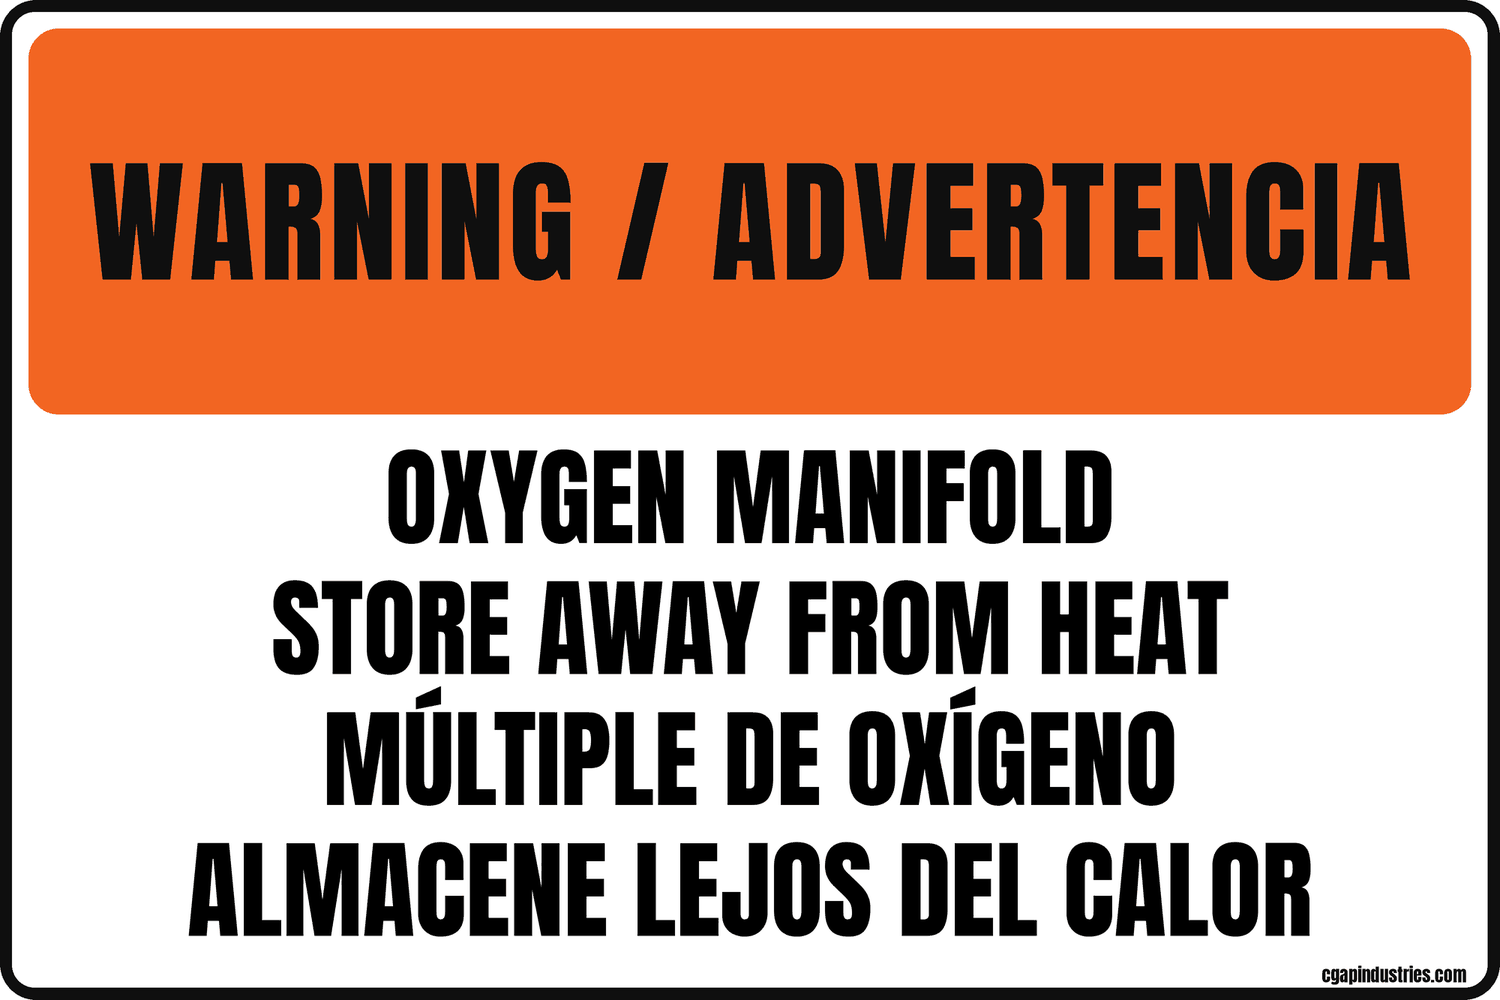 WARNING / ADVERTENCIA
OXYGEN MANIFOLD
STORE AWAY FROM HEAT
MÚLTIPLE DE OXÍGENO
ALMACENE LEJOS DEL CALOR
cgapindustries.com